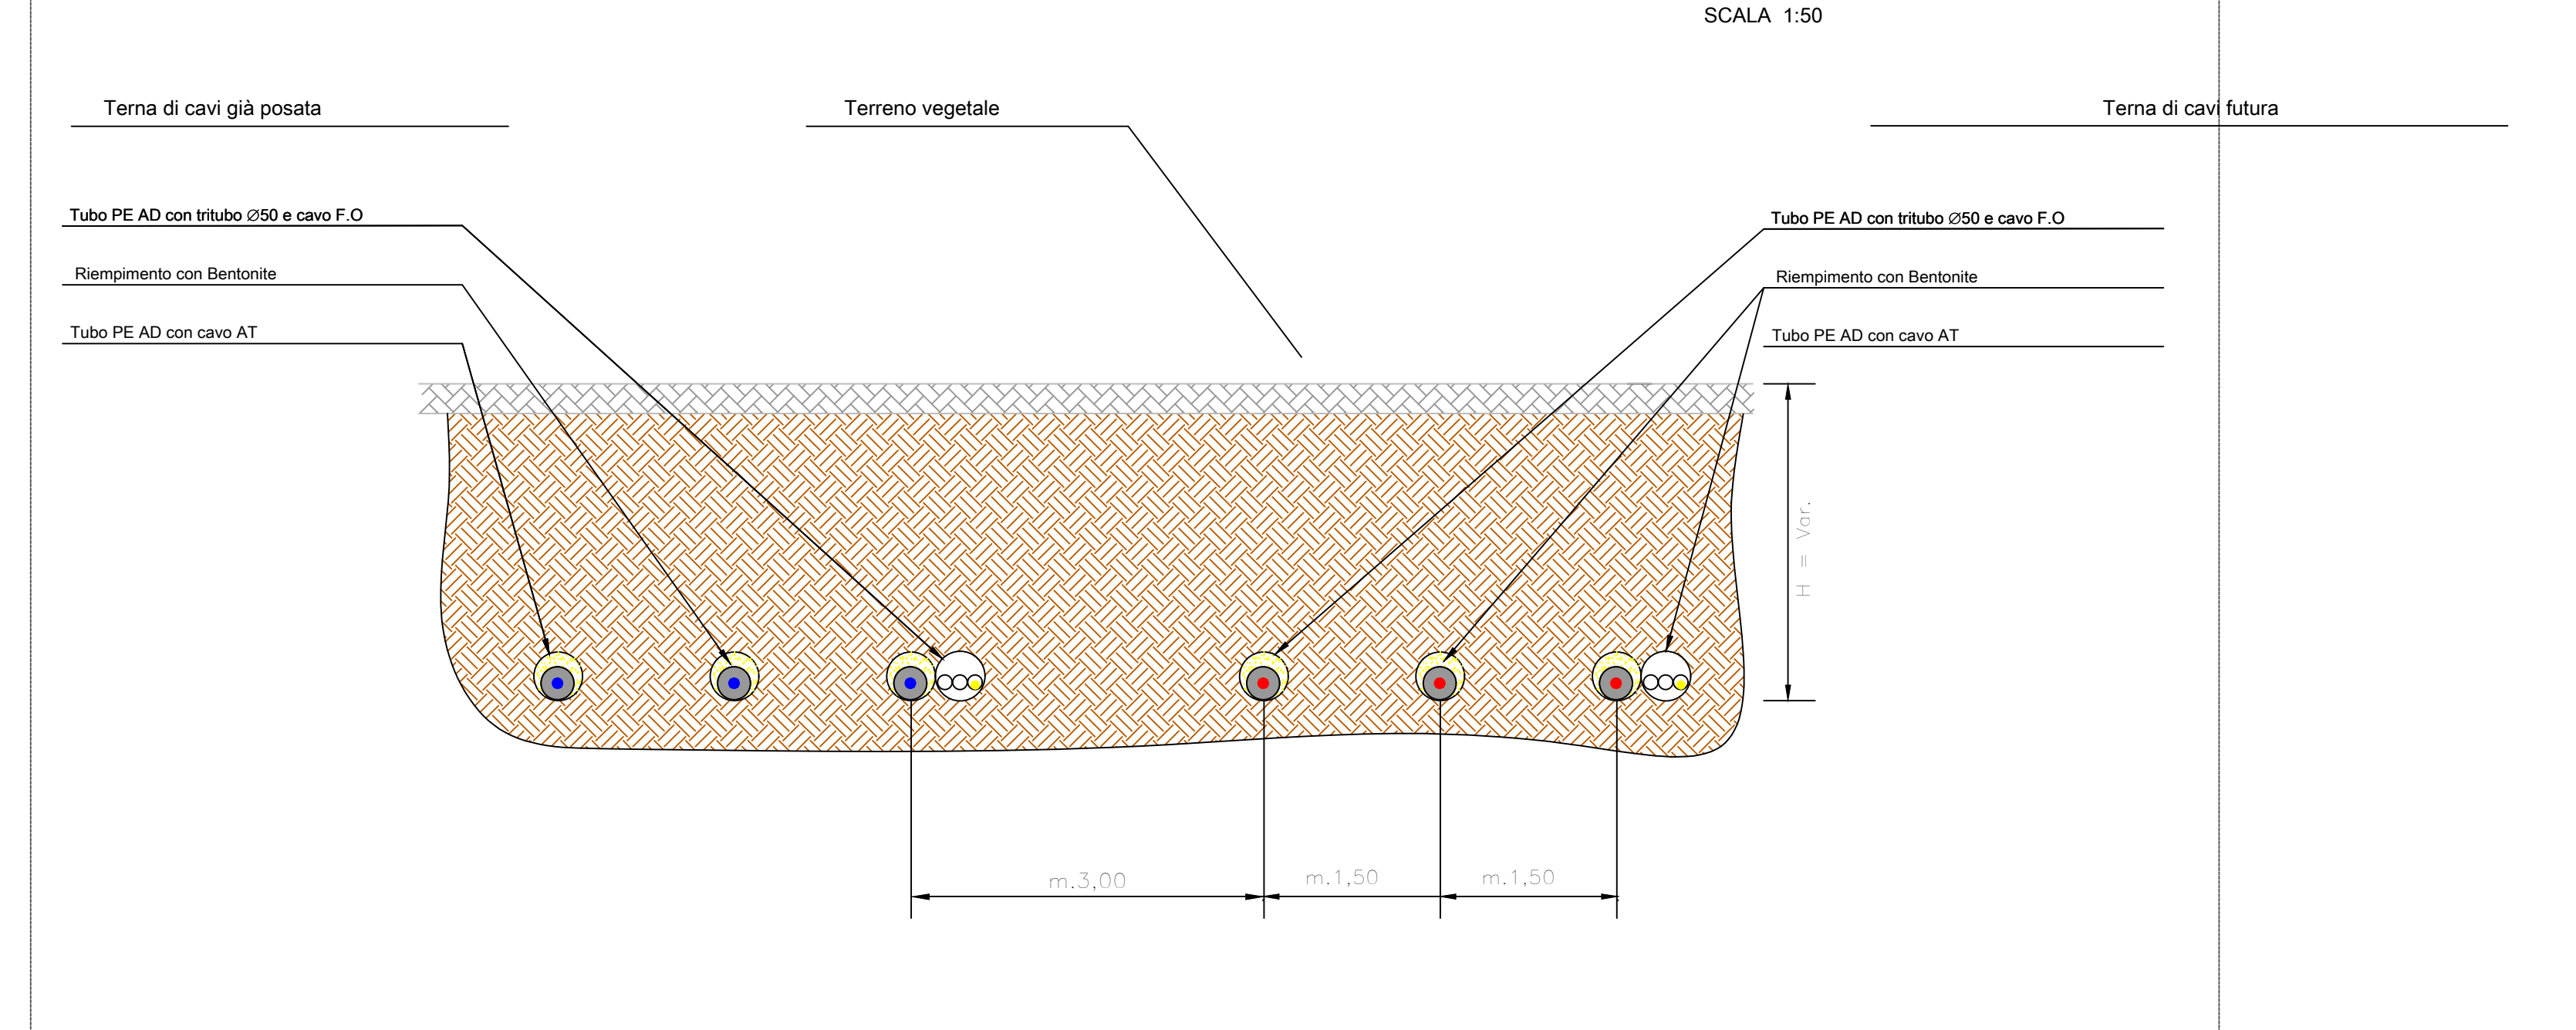 SCALA 1:50
Terna di cavi già posata
Terreno vegetale
Terna di cavi futura
Tubo PE AD con tritubo ∅50 e cavo F.O
Riempimento con Bentonite
Tubo PE AD con cavo AT
Tubo PE AD con tritubo ∅50 e cavo F.O
Riempimento con Bentonite
Tubo PE AD con cavo AT
H = Var.
m.3,00
m.1,50
m.1,50